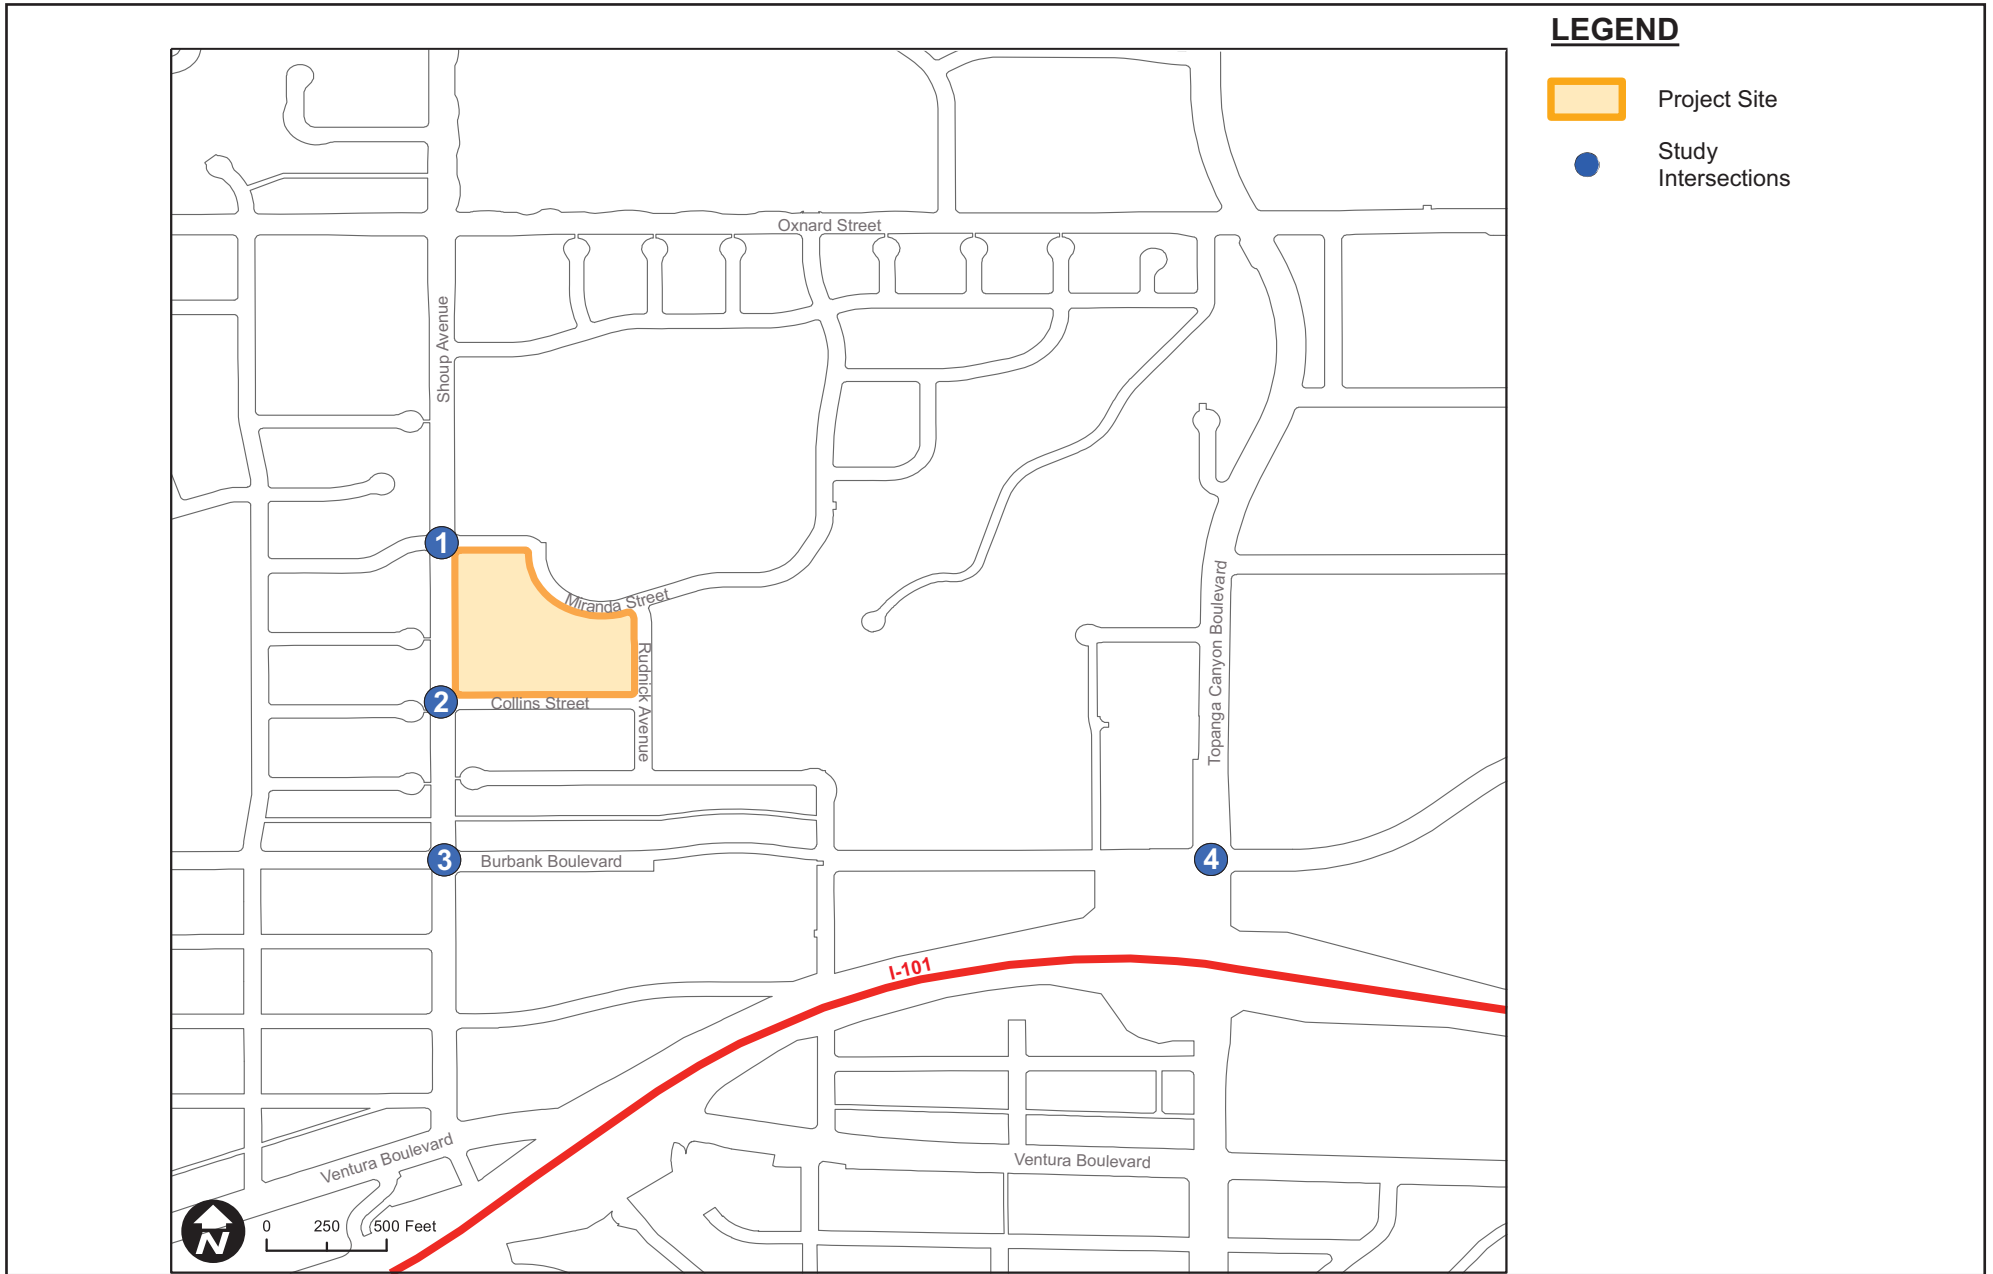 LEGEND
Project Site
Study
Intersections
Oxnard Street
Shoup Avenue
1
Miranda Street
Rudnick Avenue
2
Collins Street
Topanga Canyon Boulevard
3
Burbank Boulevard
4
I-101
Ventura Boulevard
Ventura Boulevard
N
0 250 500 Feet